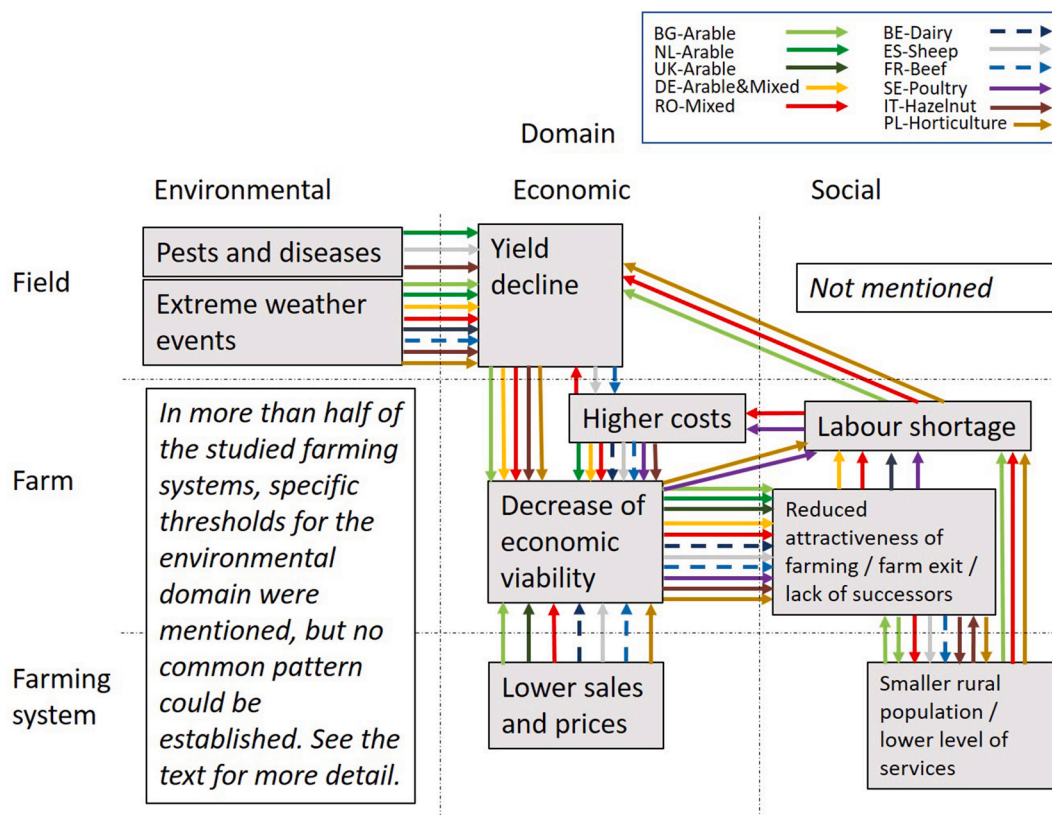 BG-Arable
NL-Arable
UK-Arable
DE-Arable&Mixed
RO-Mixed
BE-Dairy
ES-Sheep
FR-Beef
SE-Poultry
IT-Hazelnut
PL-Horticulture
Domain
Environmental
Economic
Social
Field
Pests and diseases
Extreme weather
events
Yield
decline
Not mentioned
Farm
In more than half of
the studied farming
systems, specific
thresholds for the
environmental
domain were
mentioned, but no
common pattern
could be
established. See the
text for more detail.
Higher costs
Labour shortage
Decrease of
economic
viability
Reduced
attractiveness of
farming / farm exit /
lack of successors
Farming
system
Lower sales
and prices
Smaller rural
population /
lower level of
services